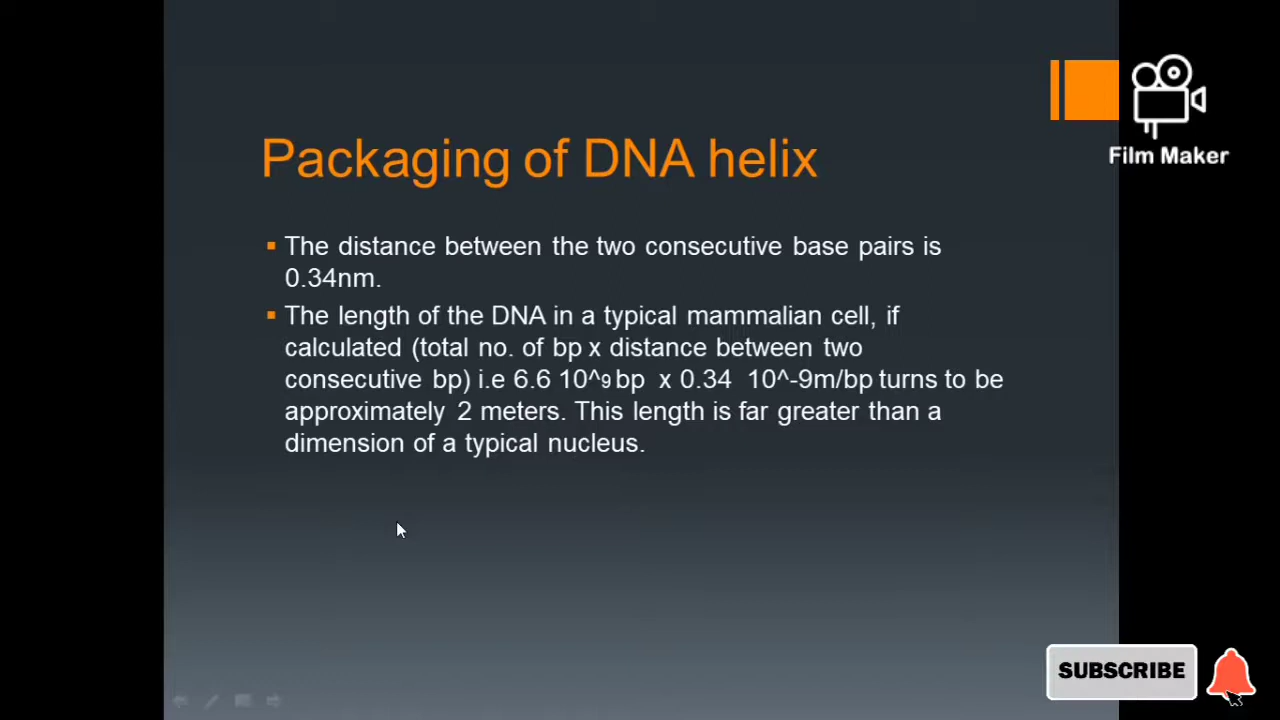 Film Maker
Packaging of DNA helix
The distance between the two consecutive base pairs is
0.34nm.
The length of the DNA in a typical mammalian cell, if
calculated (total no. of bp x distance between two
consecutive bp) i.e 6.6 10^9 bp x 0.34 10^-9m/bp turns to be
approximately 2 meters. This length is far greater than a
dimension of a typical nucleus.
SUBSCRIBE